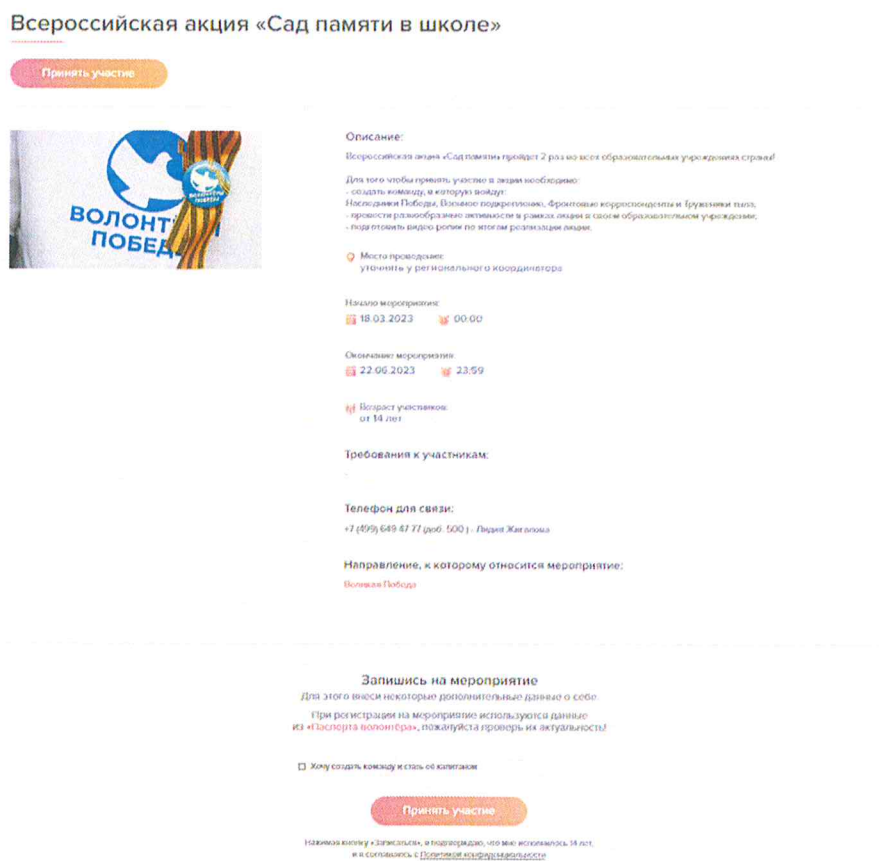 Всероссийская акция «Сад памяти в школе»
Принять участие
ВОЛОНТ
ПОБЕД
ВОЛОНТЕРЫ
ПОБЕДЫ
Описание:
Всероссийская акция «Сад памяти» пройдет 2 раз во всех образовательных учреждениях страны!
Для того чтобы принять участие в акции необходимо:
- создать команду, в которую войдут:
Наследники Победы, Военное подкрепление, Фронтовые корреспонденты и Труженики тыла;
- провести разнообразные активности в рамках акции в своем образовательном учреждении;
- подготовить видео ролик по итогам реализации акции.
Место проведения:
уточнить у регионального координатора
Начало мероприятия:
18.03.2023 00:00
Окончание мероприятия:
22.06.2023 23:59
Возраст участников:
от 14 лет
Требования к участникам:
-
Телефон для связи:
+7 (499) 649 47 77 (доб. 500 ) - Лидия Жигалова
Направление, к которому относится мероприятие:
Великая Победа
Запишись на мероприятие
Для этого внеси некоторые дополнительные данные о себе.
При регистрации на мероприятие используются данные
из «Паспорта волонтёра», пожалуйста проверь их актуальность!
Хочу создать команду и стать её капитаном
Принять участие
Нажимая кнопку «Записаться», я подтверждаю, что мне исполнилось 14 лет,
и я соглашаюсь с Политикой конфиденциальности